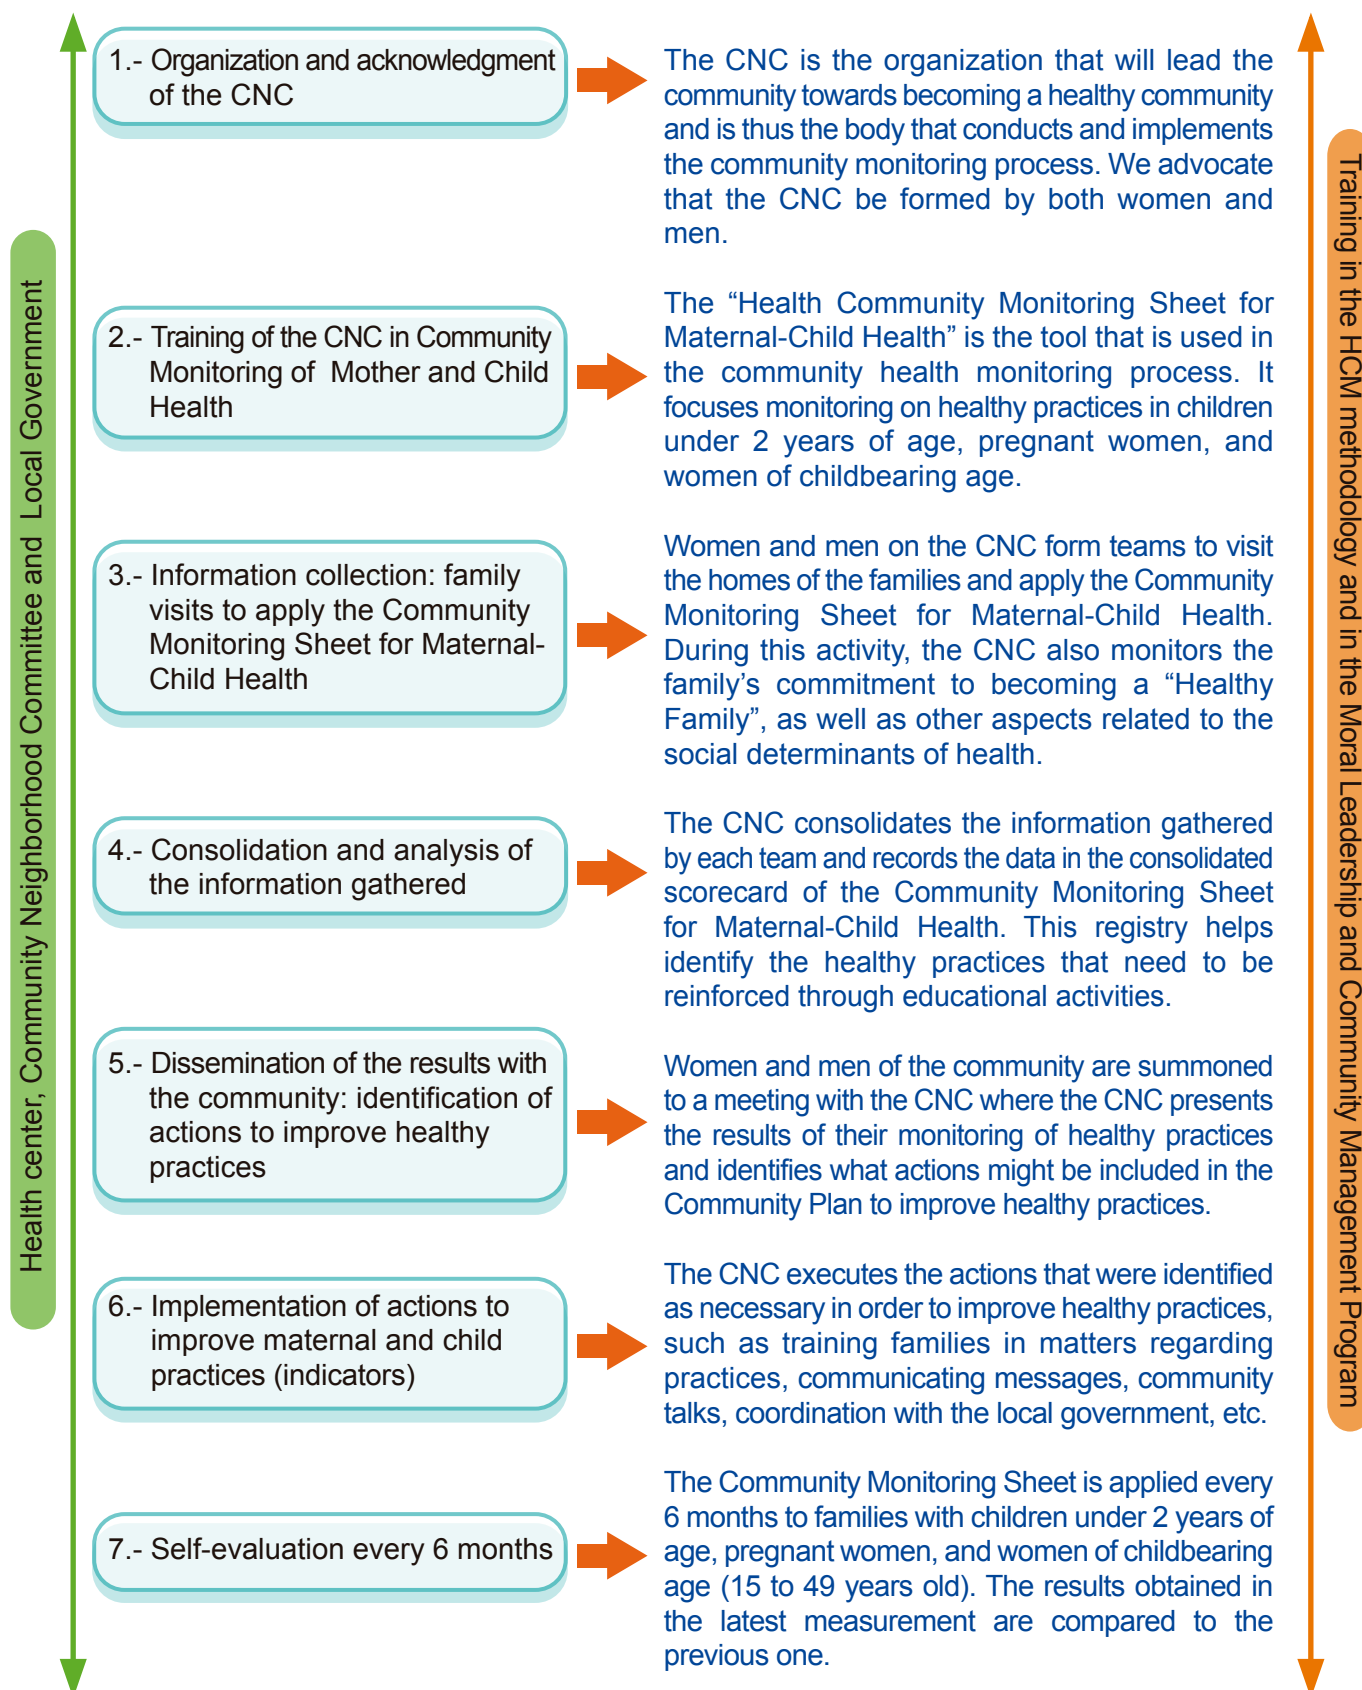 Health center, Community Neighborhood Committee and Local Government
1.- Organization and acknowledgment
of the CNC
The CNC is the organization that will lead the
community towards becoming a healthy community
and is thus the body that conducts and implements
the community monitoring process. We advocate
that the CNC be formed by both women and
men.
2.- Training of the CNC in Community
Monitoring of Mother and Child
Health
The “Health Community Monitoring Sheet for
Maternal-Child Health” is the tool that is used in
the community health monitoring process. It
focuses monitoring on healthy practices in children
under 2 years of age, pregnant women, and
women of childbearing age.
3.- Information collection: family
visits to apply the Community
Monitoring Sheet for Maternal-
Child Health
Women and men on the CNC form teams to visit
the homes of the families and apply the Community
Monitoring Sheet for Maternal-Child Health.
During this activity, the CNC also monitors the
family’s commitment to becoming a “Healthy
Family”, as well as other aspects related to the
social determinants of health.
4.- Consolidation and analysis of
the information gathered
The CNC consolidates the information gathered
by each team and records the data in the consolidated
scorecard of the Community Monitoring Sheet
for Maternal-Child Health. This registry helps
identify the healthy practices that need to be
reinforced through educational activities.
5.- Dissemination of the results with
the community: identification of
actions to improve healthy
practices
Women and men of the community are summoned
to a meeting with the CNC where the CNC presents
the results of their monitoring of healthy practices
and identifies what actions might be included in the
Community Plan to improve healthy practices.
6.- Implementation of actions to
improve maternal and child
practices (indicators)
The CNC executes the actions that were identified
as necessary in order to improve healthy practices,
such as training families in matters regarding
practices, communicating messages, community
talks, coordination with the local government, etc.
7.- Self-evaluation every 6 months
The Community Monitoring Sheet is applied every
6 months to families with children under 2 years of
age, pregnant women, and women of childbearing
age (15 to 49 years old). The results obtained in
the latest measurement are compared to the
previous one.
Training in the HCM methodology and in the Moral Leadership and Community Management Program